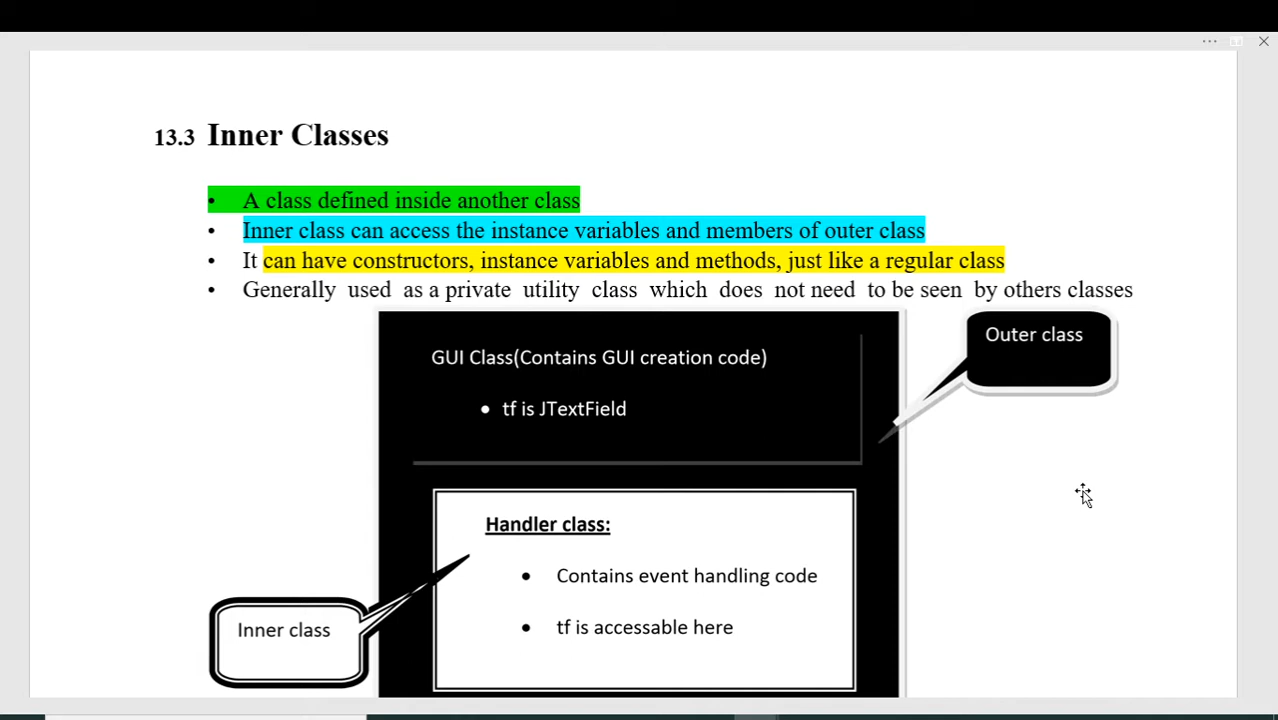 13.3 Inner Classes
• A class defined inside another class
• Inner class can access the instance variables and members of outer class
• It can have constructors, instance variables and methods, just like a regular class
• Generally used as a private utility class which does not need to be seen by others classes
Outer class
GUI Class(Contains GUI creation code)
• tf is JTextField
Handler class:
• Contains event handling code
• tf is accessable here
Inner class